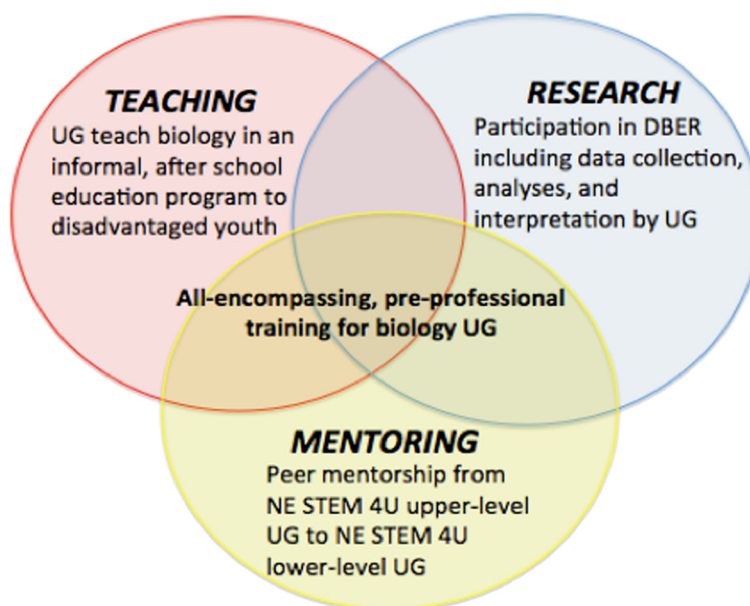 TEACHING
UG teach biology in an
informal, after school
education program to
disadvantaged youth
RESEARCH
Participation in DBER
including data collection,
analyses, and
interpretation by UG
All-encompassing, pre-professional
training for biology UG
MENTORING
Peer mentorship from
NE STEM 4U upper-level
UG to NE STEM 4U
lower-level UG